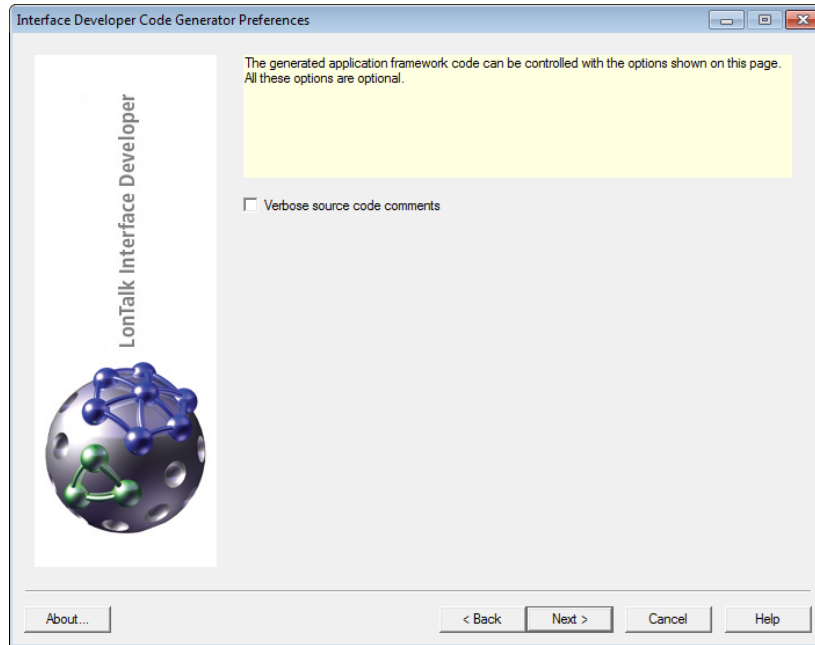 Interface Developer Code Generator Preferences
The generated application framework code can be controlled with the options shown on this page.
All these options are optional.
LonTalk Interface Developer
Verbose source code comments
About...
< Back
Next >
Cancel
Help